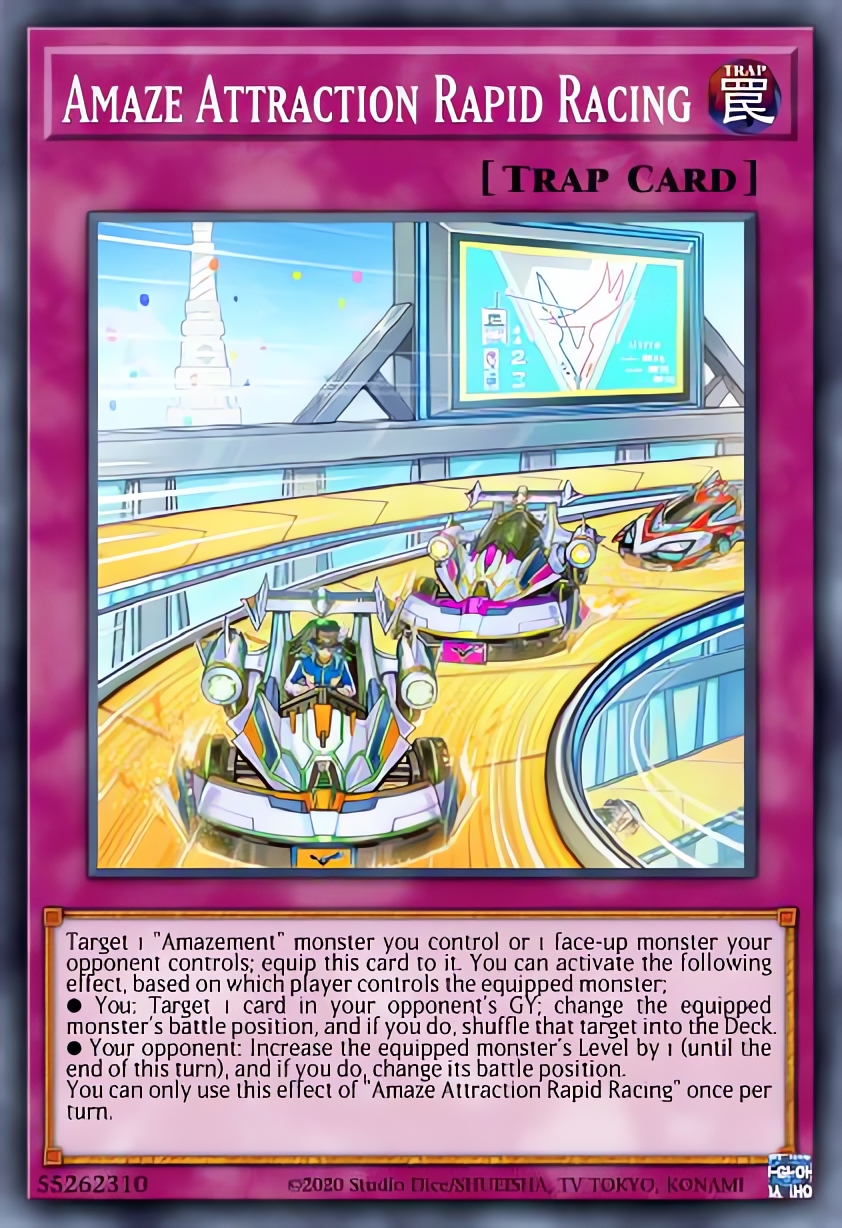 AMAZE ATTRACTION RAPID RACING
TRAP
罠
[TRAP CARD]
2
3
Target 1 "Amazement" monster you control or 1 face-up monster your
opponent controls; equip this card to it. You can activate the following
effect, based on which player controls the equipped monster;
● You: Target 1 card in your opponent's GY; change the equipped
monster's battle position, and if you do, shuffle that target into the Deck.
● Your opponent: Increase the equipped monster's Level by 1 (until the
end of this turn), and if you do, change its battle position.
You can only use this effect of "Amaze Attraction Rapid Racing" once per
turn.
55262310
©2020 Studio Dice/SHUEISHA, TV TOKYO, KONAMI